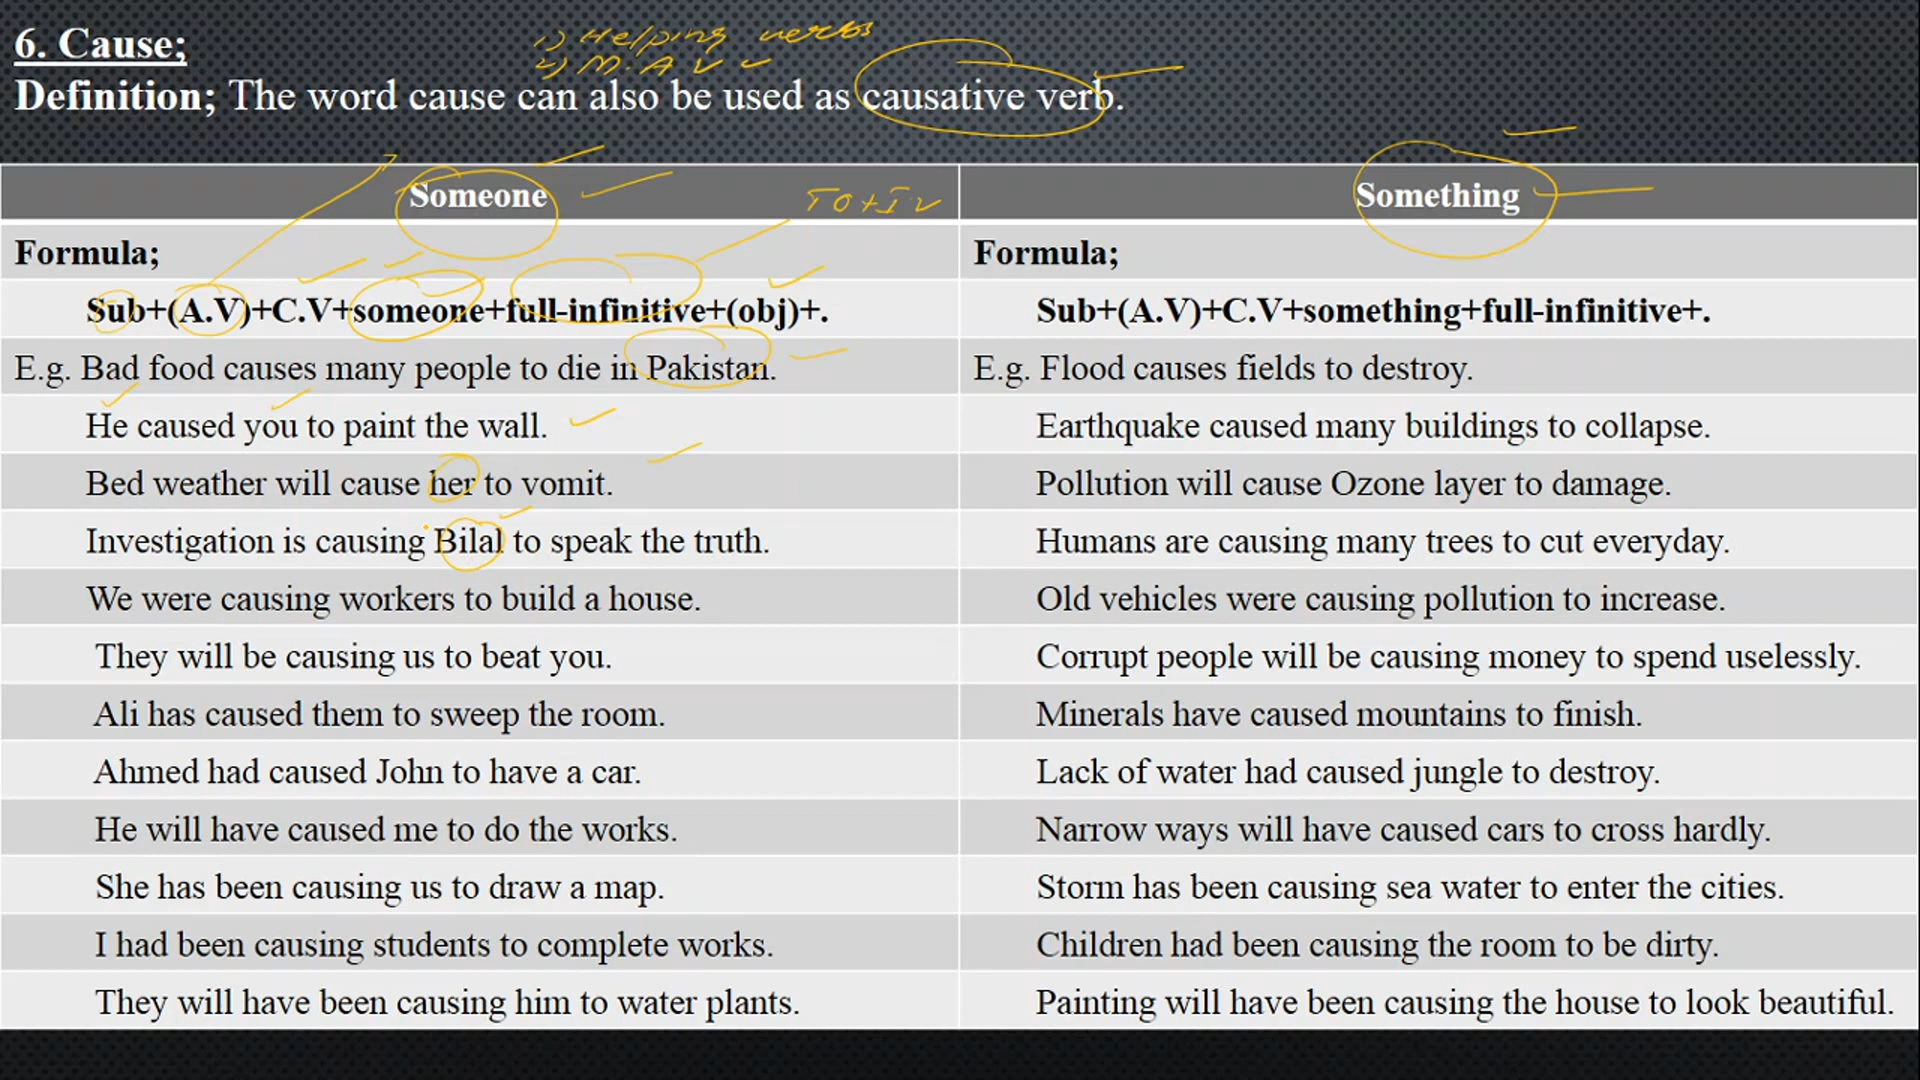 6. Cause;
1) Helping verbs
2) M. A V
Definition; The word cause can also be used as causative verb.
Someone
TO+IV
Something
Formula;
Formula;
Sub+(A.V)+C.V+someone+full-infinitive+(obj)+.
Sub+(A.V)+C.V+something+full-infinitive+.
E.g. Bad food causes many people to die in Pakistan.
E.g. Flood causes fields to destroy.
He caused you to paint the wall.
Earthquake caused many buildings to collapse.
Bed weather will cause her to vomit.
Pollution will cause Ozone layer to damage.
Investigation is causing Bilal to speak the truth.
Humans are causing many trees to cut everyday.
We were causing workers to build a house.
Old vehicles were causing pollution to increase.
They will be causing us to beat you.
Corrupt people will be causing money to spend uselessly.
Ali has caused them to sweep the room.
Minerals have caused mountains to finish.
Ahmed had caused John to have a car.
Lack of water had caused jungle to destroy.
He will have caused me to do the works.
Narrow ways will have caused cars to cross hardly.
She has been causing us to draw a map.
Storm has been causing sea water to enter the cities.
I had been causing students to complete works.
Children had been causing the room to be dirty.
They will have been causing him to water plants.
Painting will have been causing the house to look beautiful.